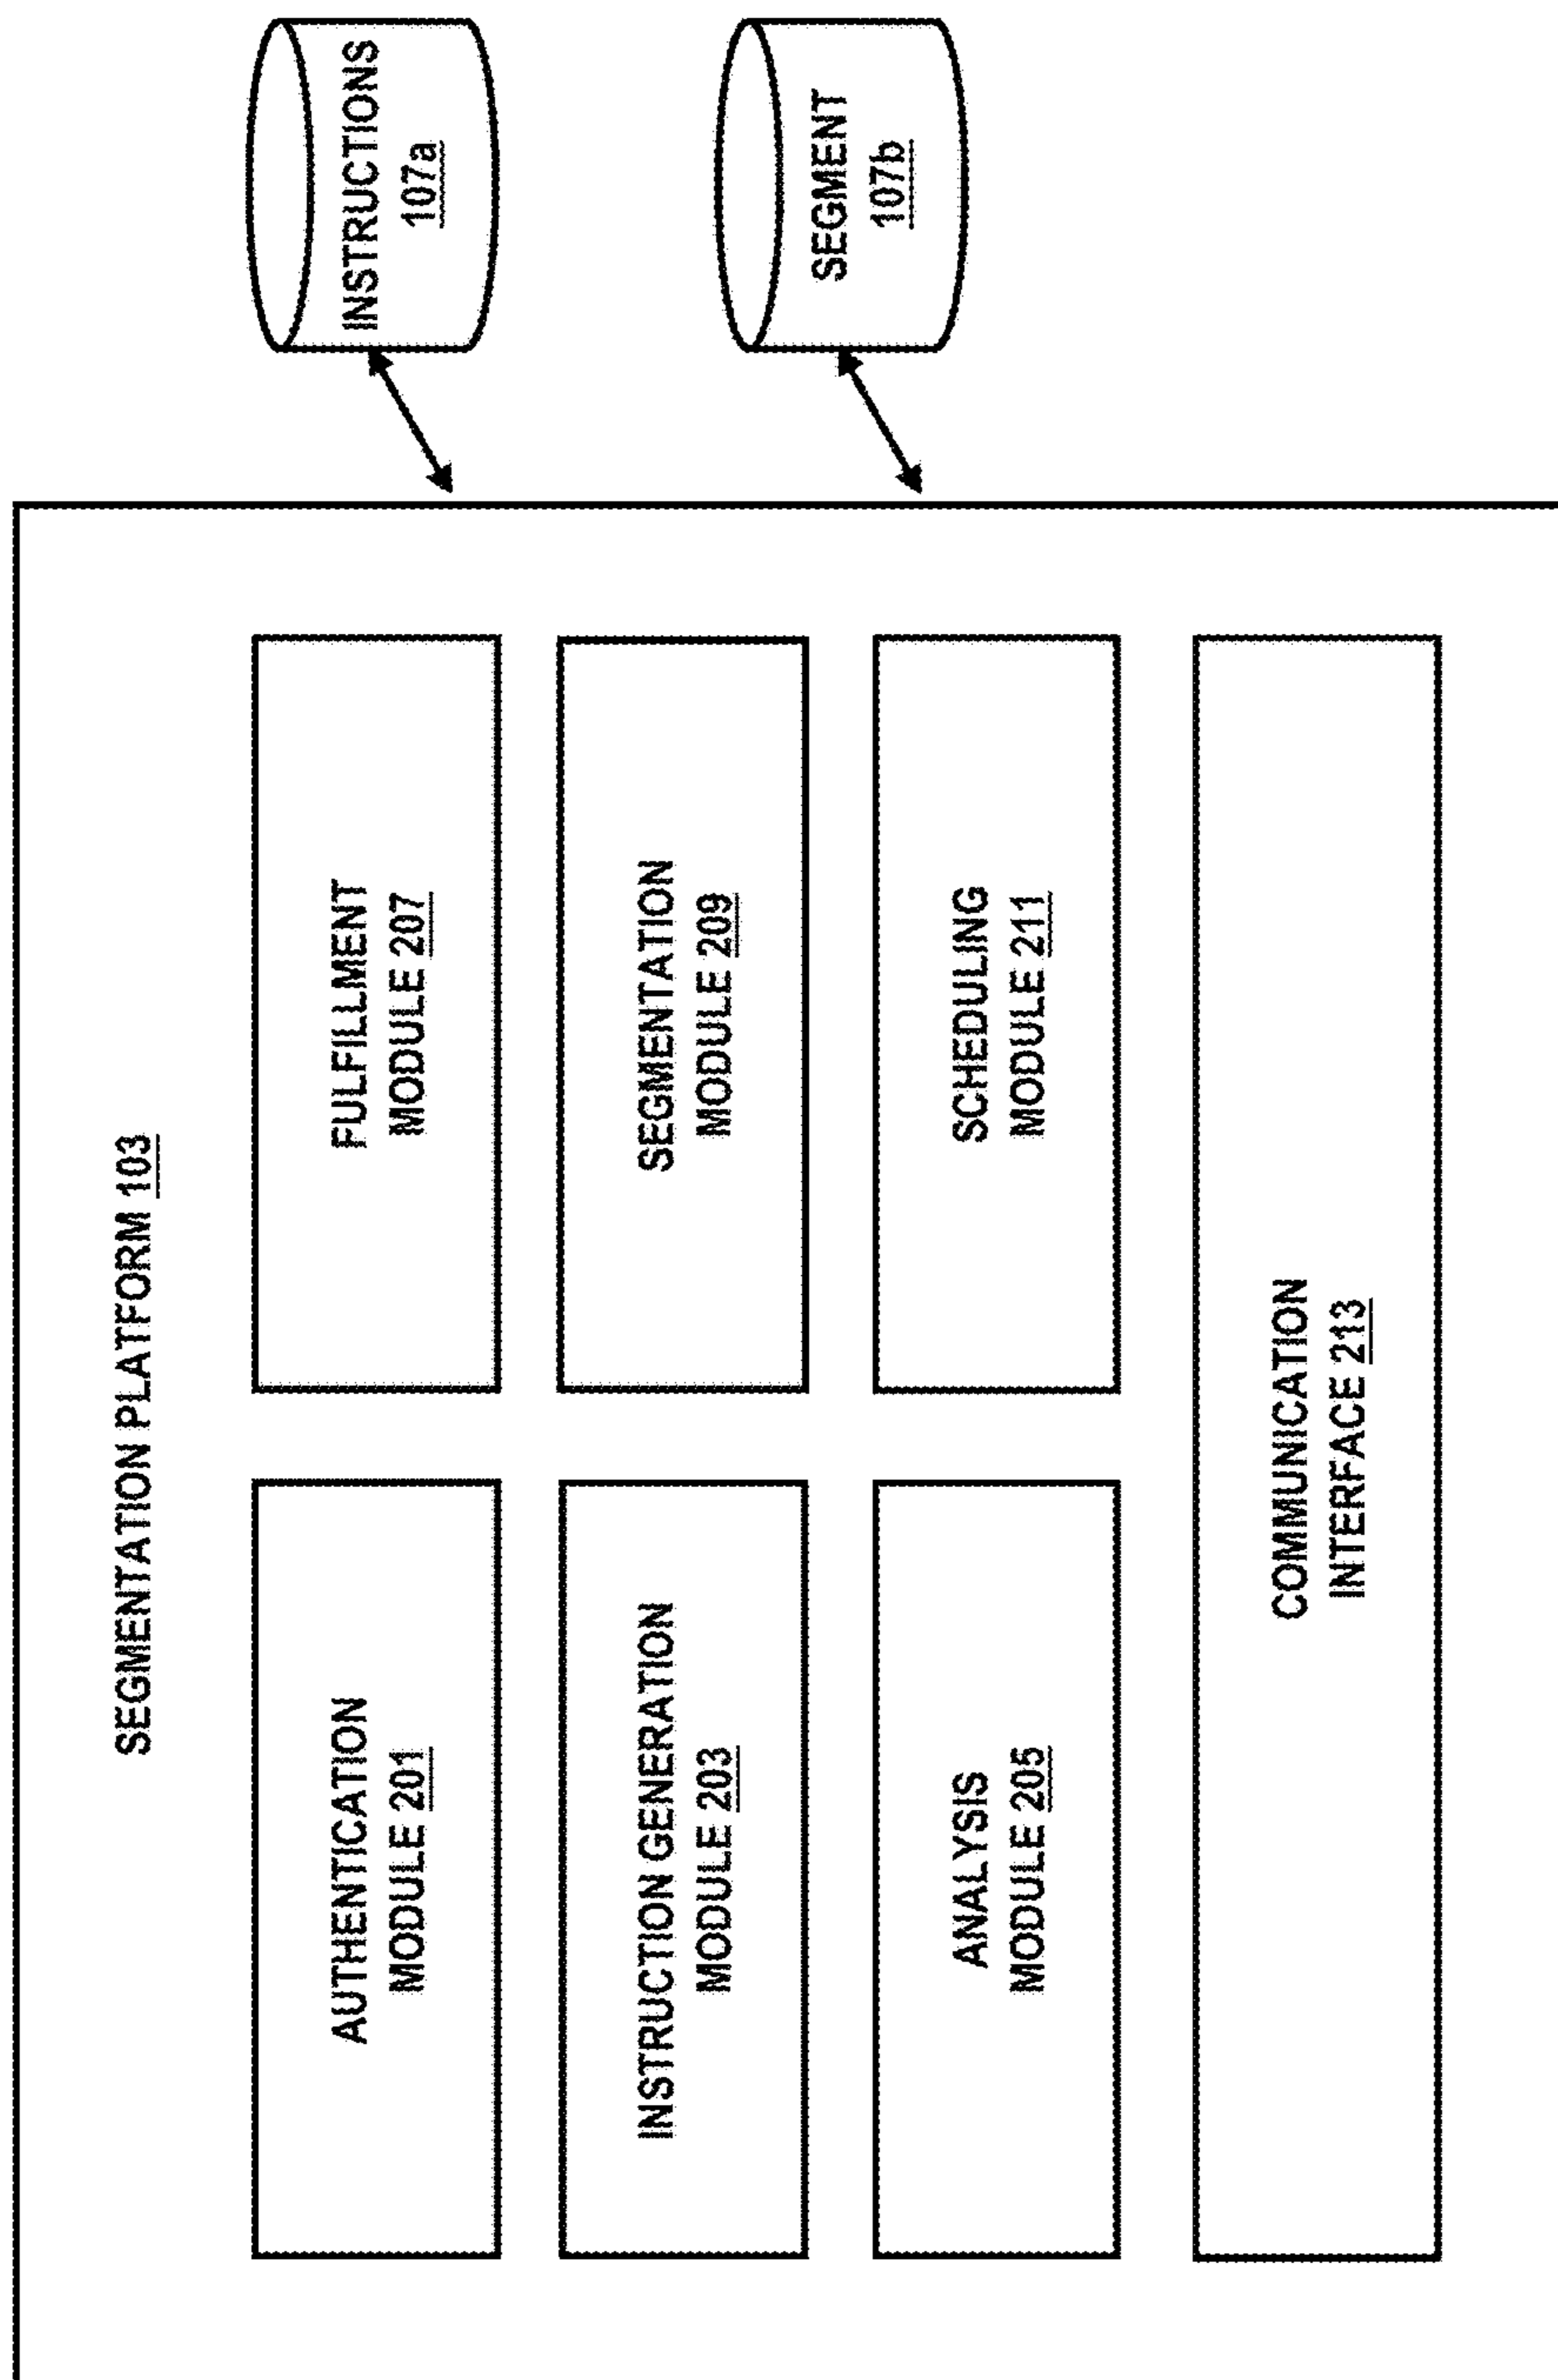 SEGMENTATION PLATFORM 103
AUTHENTICATION
MODULE 201
FULFILLMENT
MODULE 207
INSTRUCTION GENERATION
MODULE 203
SEGMENTATION
MODULE 209
ANALYSIS
MODULE 205
SCHEDULING
MODULE 211
COMMUNICATION
INTERFACE 213
INSTRUCTIONS
107a
SEGMENT
107b